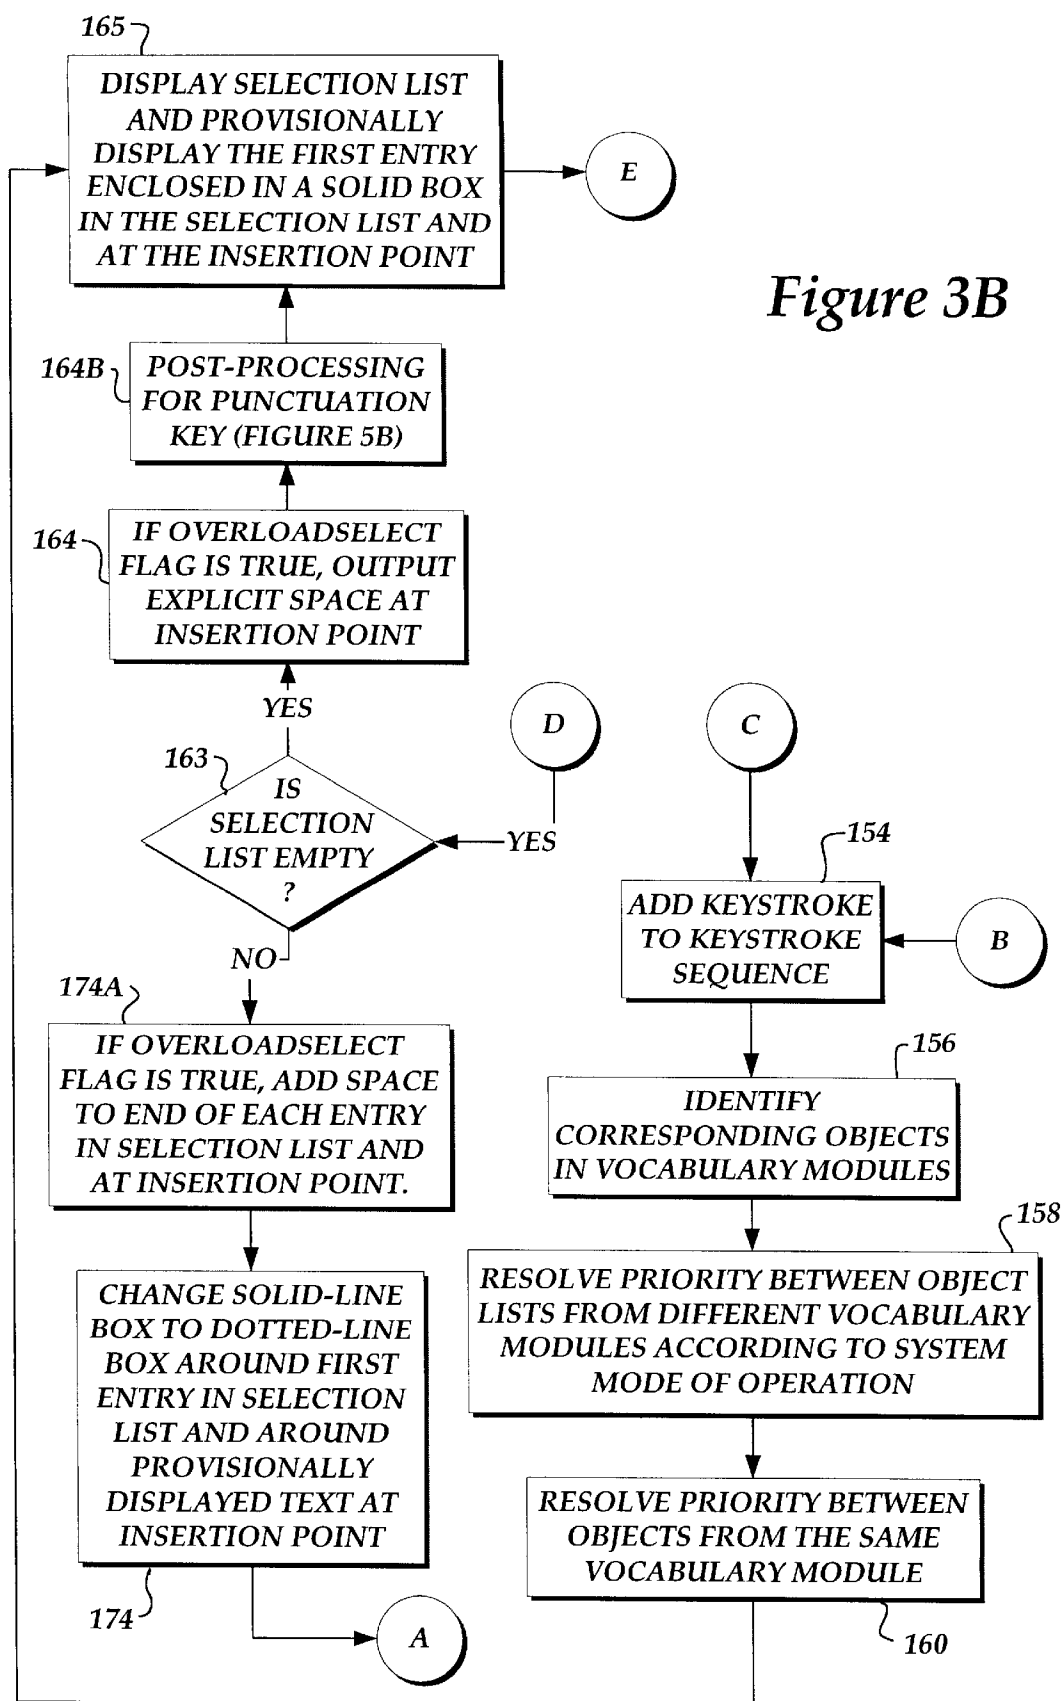 165
DISPLAY SELECTION LIST
AND PROVISIONALLY
DISPLAY THE FIRST ENTRY
ENCLOSED IN A SOLID BOX
IN THE SELECTION LIST AND
AT THE INSERTION POINT
E
Figure 3B
164B
POST-PROCESSING
FOR PUNCTUATION
KEY (FIGURE 5B)
164
IF OVERLOADSELECT
FLAG IS TRUE, OUTPUT
EXPLICIT SPACE AT
INSERTION POINT
YES
D
C
163
IS
SELECTION
LIST EMPTY
?
YES
154
ADD KEYSTROKE
TO KEYSTROKE
SEQUENCE
B
NO
174A
IF OVERLOADSELECT
FLAG IS TRUE, ADD SPACE
TO END OF EACH ENTRY
IN SELECTION LIST AND
AT INSERTION POINT.
156
IDENTIFY
CORRESPONDING OBJECTS
IN VOCABULARY MODULES
158
RESOLVE PRIORITY BETWEEN OBJECT
LISTS FROM DIFFERENT VOCABULARY
MODULES ACCORDING TO SYSTEM
MODE OF OPERATION
CHANGE SOLID-LINE
BOX TO DOTTED-LINE
BOX AROUND FIRST
ENTRY IN SELECTION
LIST AND AROUND
PROVISIONALLY
DISPLAYED TEXT AT
INSERTION POINT
RESOLVE PRIORITY BETWEEN
OBJECTS FROM THE SAME
VOCABULARY MODULE
174
A
160